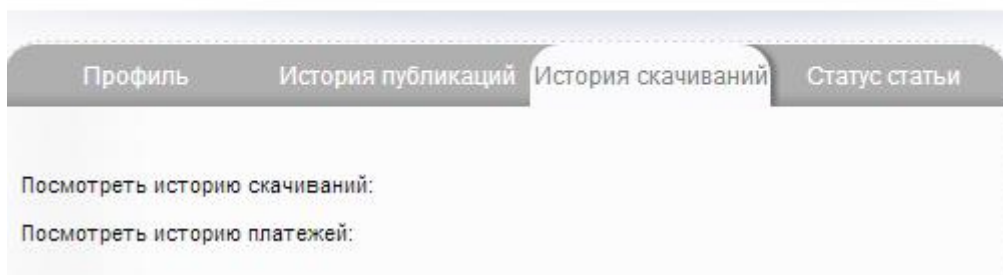 Профиль История публикаций История скачиваний Статус статьи
Посмотреть историю скачиваний:
Посмотреть историю платежей: